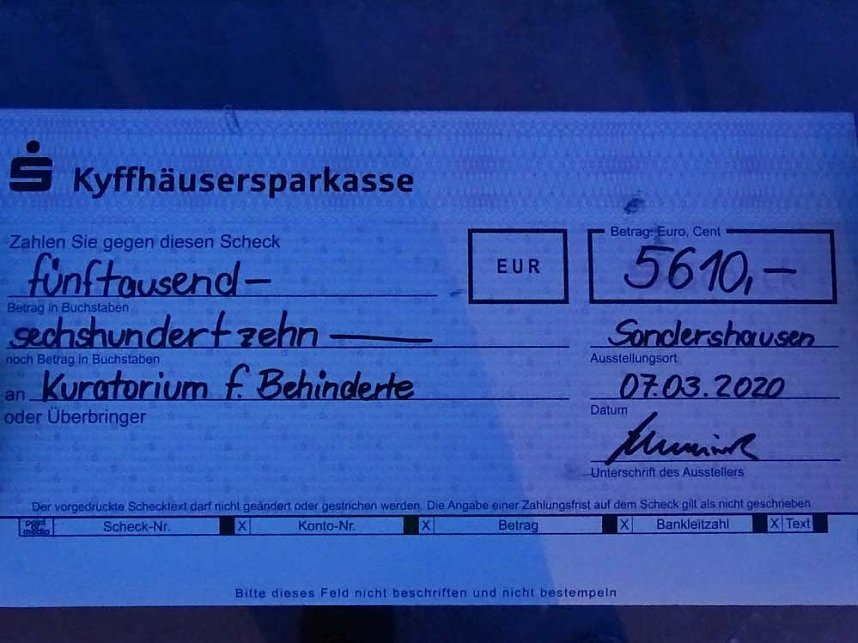 Kyffhäusersparkasse
Zahlen Sie gegen diesen Scheck
EUR
Betrag: Euro, Cent
5610,—
fünftausend—
Betrag in Buchstaben
sechshundertzehn —
noch Betrag in Buchstaben
Sondershausen
Ausstellungsort
an Kuratorium f. Behinderte
07.03.2020
oder Überbringer
Datum
Unterschrift des Ausstellers
Der vorgedruckte Schecktext darf nicht geändert oder gestrichen werden. Die Angabe einer Zahlungsfrist auf dem Scheck gilt als nicht geschrieben.
Scheck-Nr. X Konto-Nr. X Betrag X Bankleitzahl X Text
Bitte dieses Feld nicht beschriften und nicht bestempeln